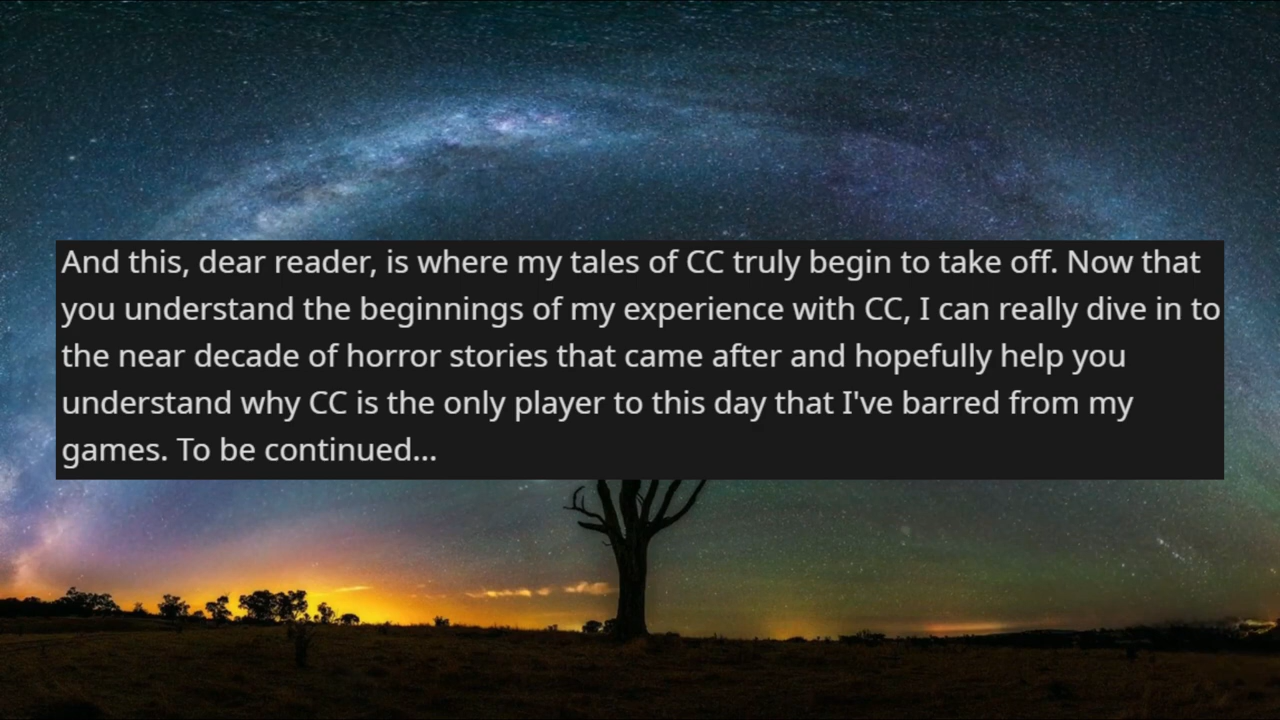 And this, dear reader, is where my tales of CC truly begin to take off. Now that
you understand the beginnings of my experience with CC, I can really dive in to
the near decade of horror stories that came after and hopefully help you
understand why CC is the only player to this day that I've barred from my
games. To be continued...